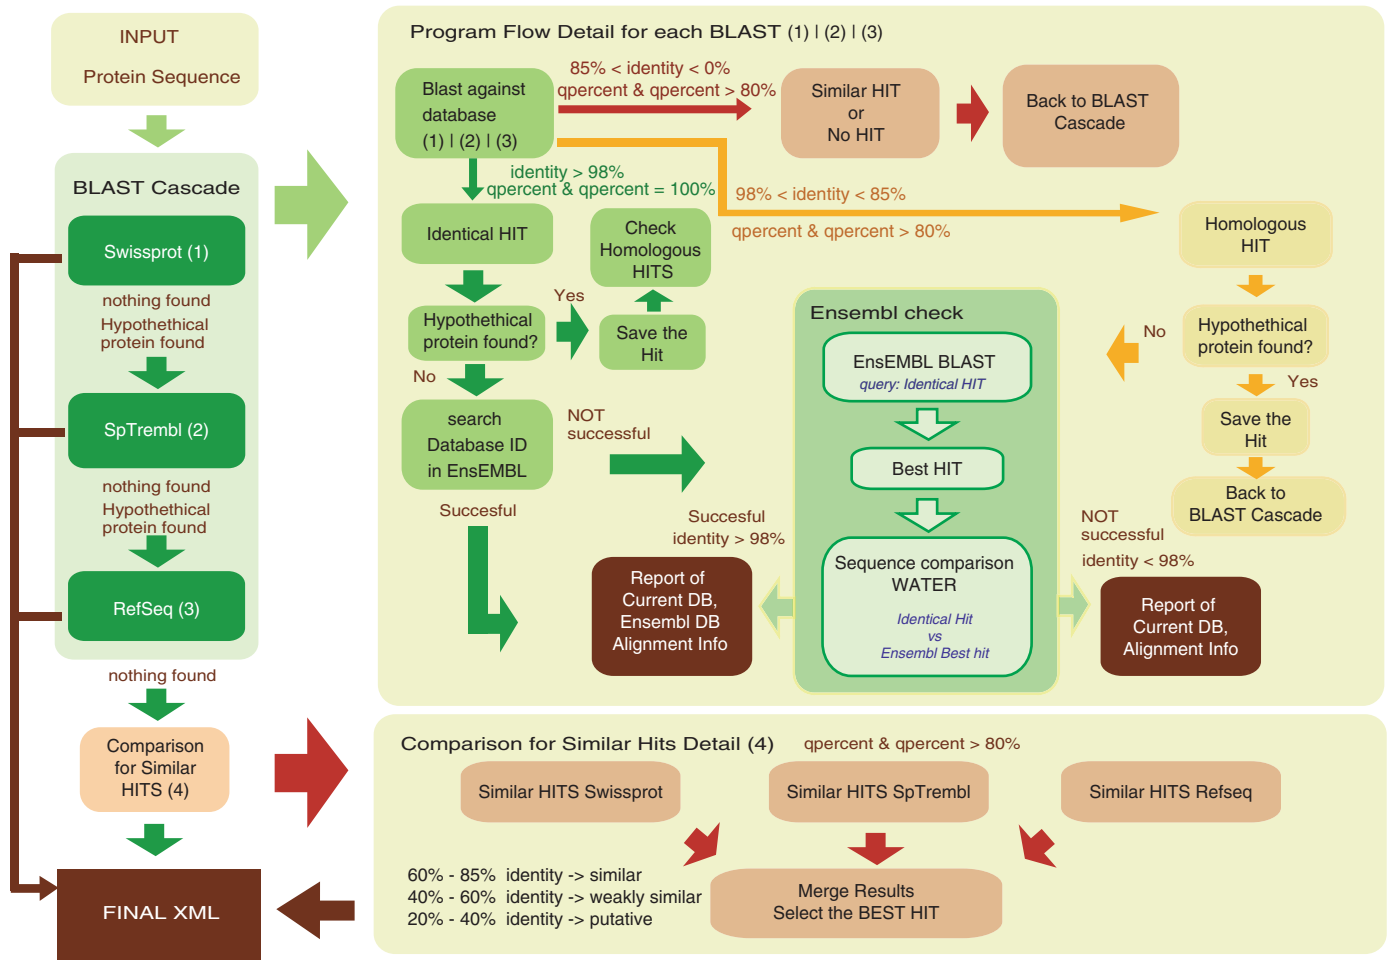 INPUT
Protein Sequence
BLAST Cascade
Swissprot (1)
nothing found
Hypothethical
protein found
SpTrembl (2)
nothing found
Hypothethical
protein found
RefSeq (3)
nothing found
Comparison
for Similar
HITS (4)
FINAL XML
Program Flow Detail for each BLAST (1) | (2) | (3)
Blast against
database
(1) | (2) | (3)
85% < identity < 0%
qpercent & qpercent > 80%
Similar HIT
or
No HIT
Back to BLAST
Cascade
identity > 98%
qpercent & qpercent = 100%
98% < identity < 85%
qpercent & qpercent > 80%
Identical HIT
Hypothethical
protein found?
Yes
Save the
Hit
Check
Homologous
HITS
No
search
Database ID
in EnsEMBL
NOT
successful
Succesful
Homologous
HIT
Hypothethical
protein found?
No
Yes
Save the
Hit
Back to
BLAST Cascade
Ensembl check
EnsEMBL BLAST
query: Identical HIT
Best HIT
Sequence comparison
WATER
Identical Hit
vs
Ensembl Best hit
Succesful
identity > 98%
Report of
Current DB,
Ensembl DB
Alignment Info
NOT
successful
identity < 98%
Report of
Current DB,
Alignment Info
Comparison for Similar Hits Detail (4)
qpercent & qpercent > 80%
Similar HITS Swissprot
Similar HITS SpTrembl
Similar HITS Refseq
60% - 85% identity -> similar
40% - 60% identity -> weakly similar
20% - 40% identity -> putative
Merge Results
Select the BEST HIT